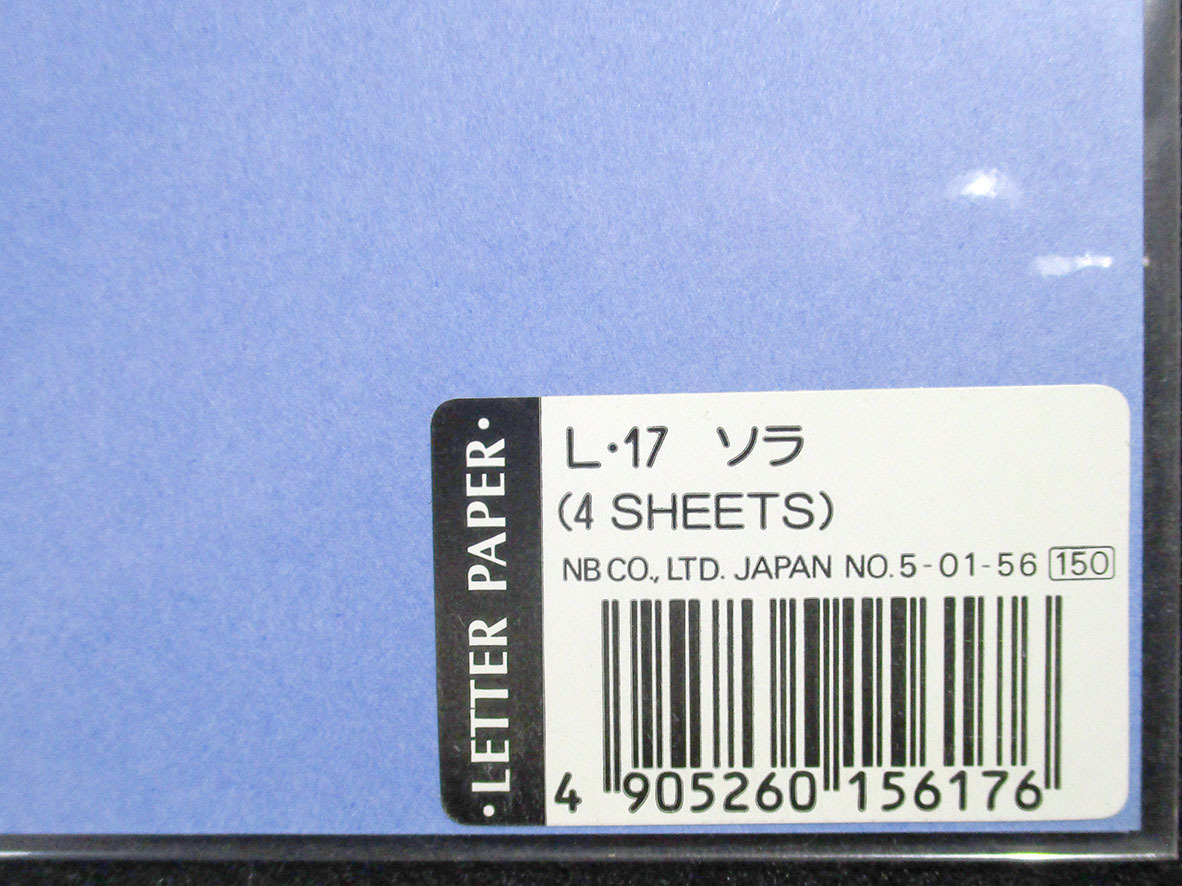 ·LETTER PAPER·
L·17 ソラ
(4 SHEETS)
NB CO., LTD. JAPAN NO. 5-01-56 150
4 905260 156176